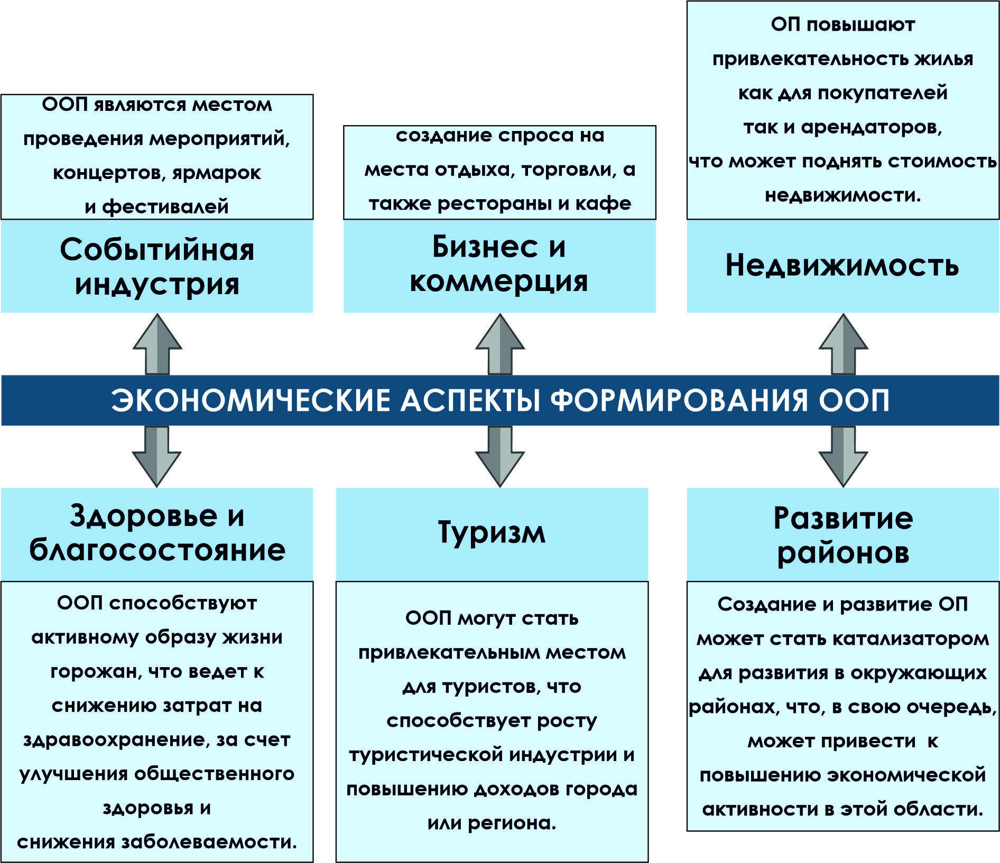 ООП являются местом
проведения мероприятий,
концертов, ярмарок
и фестивалей
Событийная
индустрия
создание спроса на
места отдыха, торговли, а
также рестораны и кафе
Бизнес и
коммерция
ОП повышают
привлекательность жилья
как для покупателей
так и арендаторов,
что может поднять стоимость
недвижимости.
Недвижимость
ЭКОНОМИЧЕСКИЕ АСПЕКТЫ ФОРМИРОВАНИЯ ООП
Здоровье и
благосостояние
ООП способствуют
активному образу жизни
горожан, что ведет к
снижению затрат на
здравоохранение, за счет
улучшения общественного
здоровья и
снижения заболеваемости.
Туризм
ООП могут стать
привлекательным местом
для туристов, что
способствует росту
туристической индустрии и
повышению доходов города
или региона.
Развитие
районов
Создание и развитие ОП
может стать катализатором
для развития в окружающих
районах, что, в свою очередь,
может привести к
повышению экономической
активности в этой области.